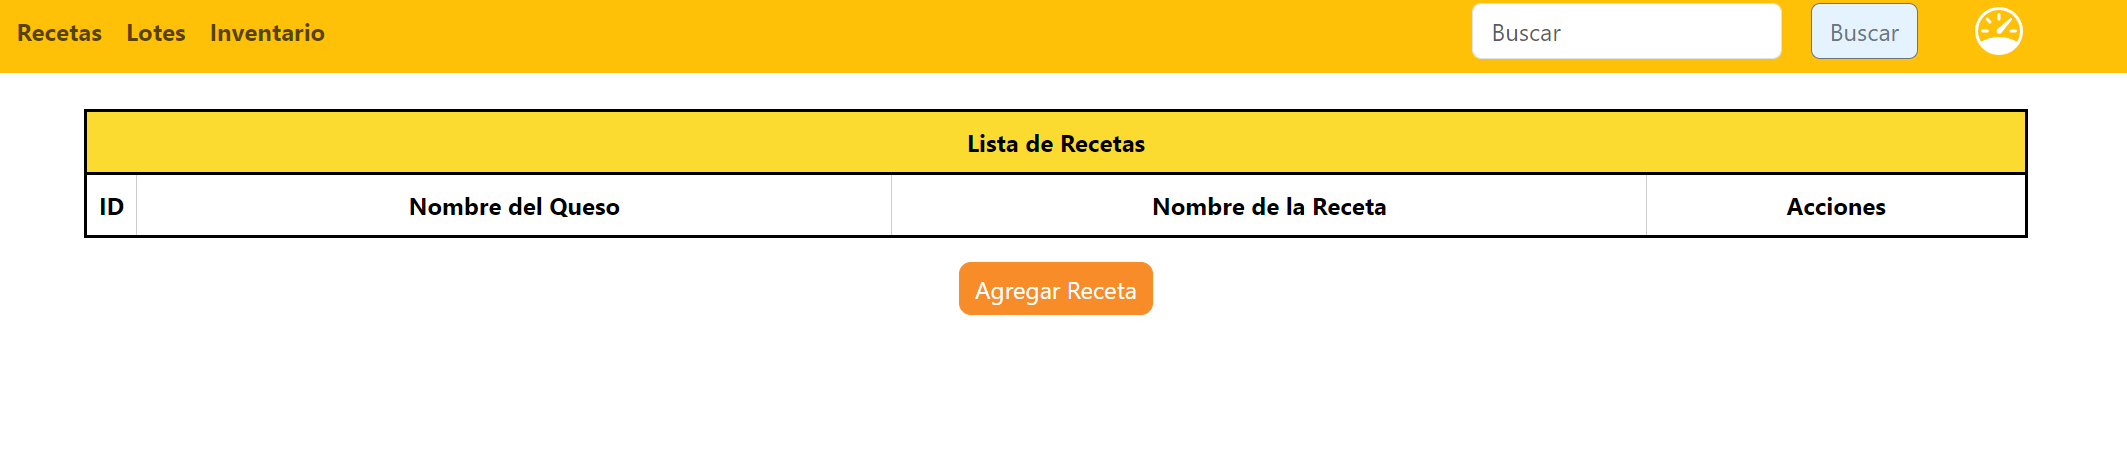 Recetas Lotes Inventario Buscar Buscar
Lista de Recetas
ID Nombre del Queso Nombre de la Receta Acciones
Agregar Receta